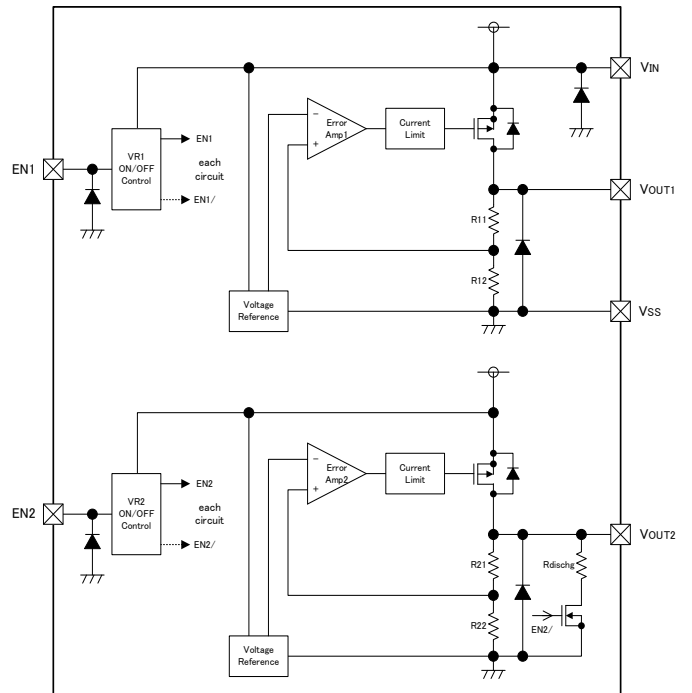 VIN
Error
Amp1
−
+
Current
Limit
VR1
ON/OFF
Control
EN1
each
circuit
EN1/
EN1
VOUT1
R11
R12
Voltage
Reference
VSS
Error
Amp2
−
+
Current
Limit
VR2
ON/OFF
Control
EN2
each
circuit
EN2/
EN2
VOUT2
R21
Rdischg
R22
EN2/
Voltage
Reference